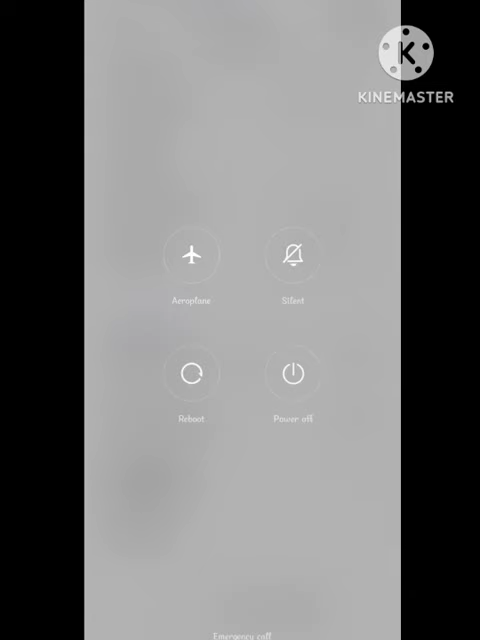 KINEMASTER
Aeroplane
Silent
Reboot
Power off
Emergency call